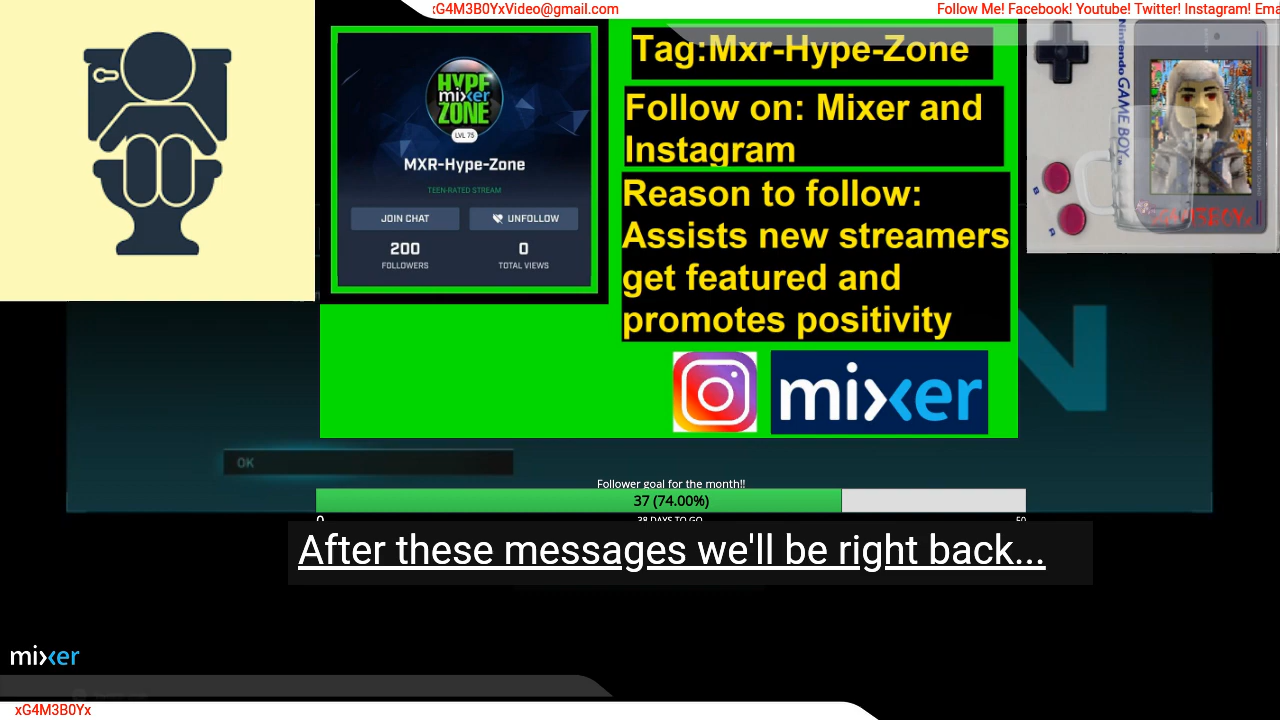 xG4M3B0YxVideo@gmail.com
Follow Me! Facebook! Youtube! Twitter! Instagram!
Tag:Mxr-Hype-Zone
HYPE
mixer
ZONE
LVL 75
MXR-Hype-Zone
TEEN-RATED STREAM
JOIN CHAT
UNFOLLOW
200
0
FOLLOWERS
TOTAL VIEWS
Follow on: Mixer and
Instagram
Reason to follow:
Assists new streamers
get featured and
promotes positivity
mixer
Nintendo GAME BOY
N
OK
Follower goal for the month!!
37 (74.00%)
0
38 DAYS TO GO
50
After these messages we'll be right back...
mixer
xG4M3B0Yx